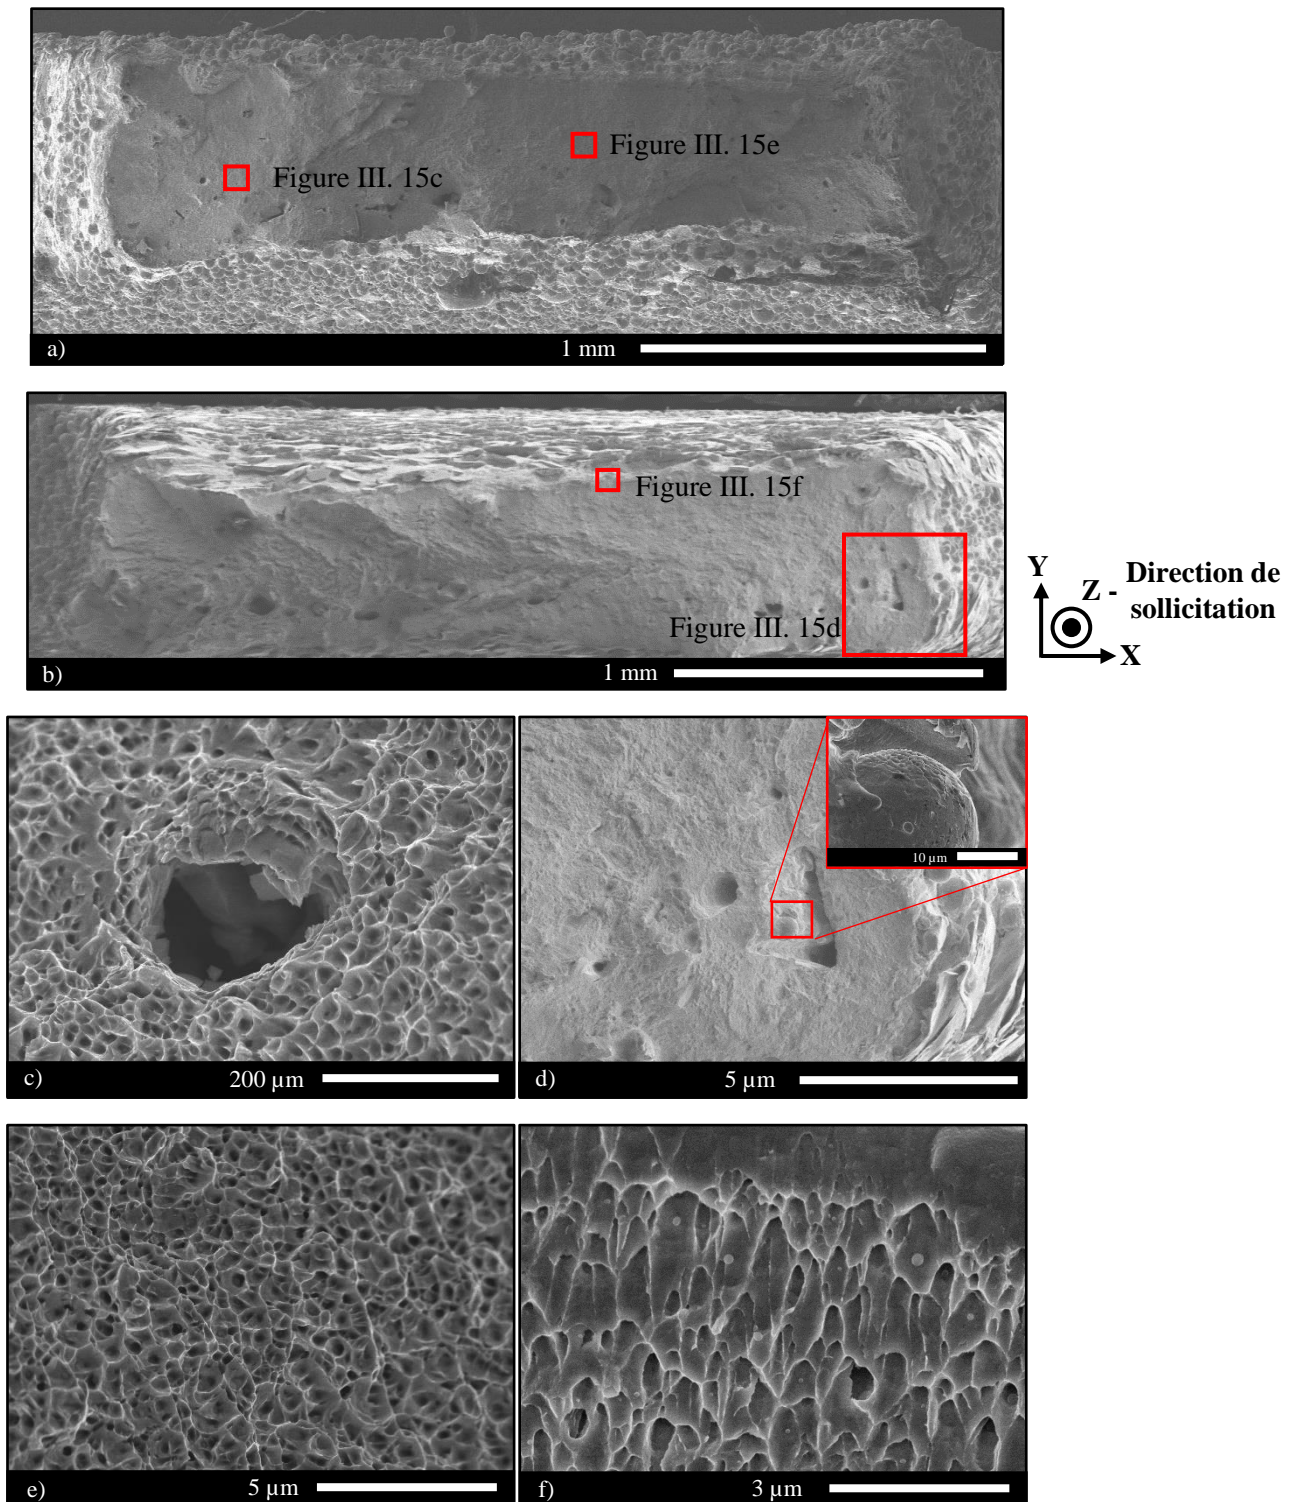 Figure III. 15e
Figure III. 15c
a)
1 mm
Figure III. 15f
Figure III. 15d
b)
1 mm
Y
Z - Direction de
sollicitation
X
10 µm
c)
200 µm
d)
5 µm
e)
5 µm
f)
3 µm